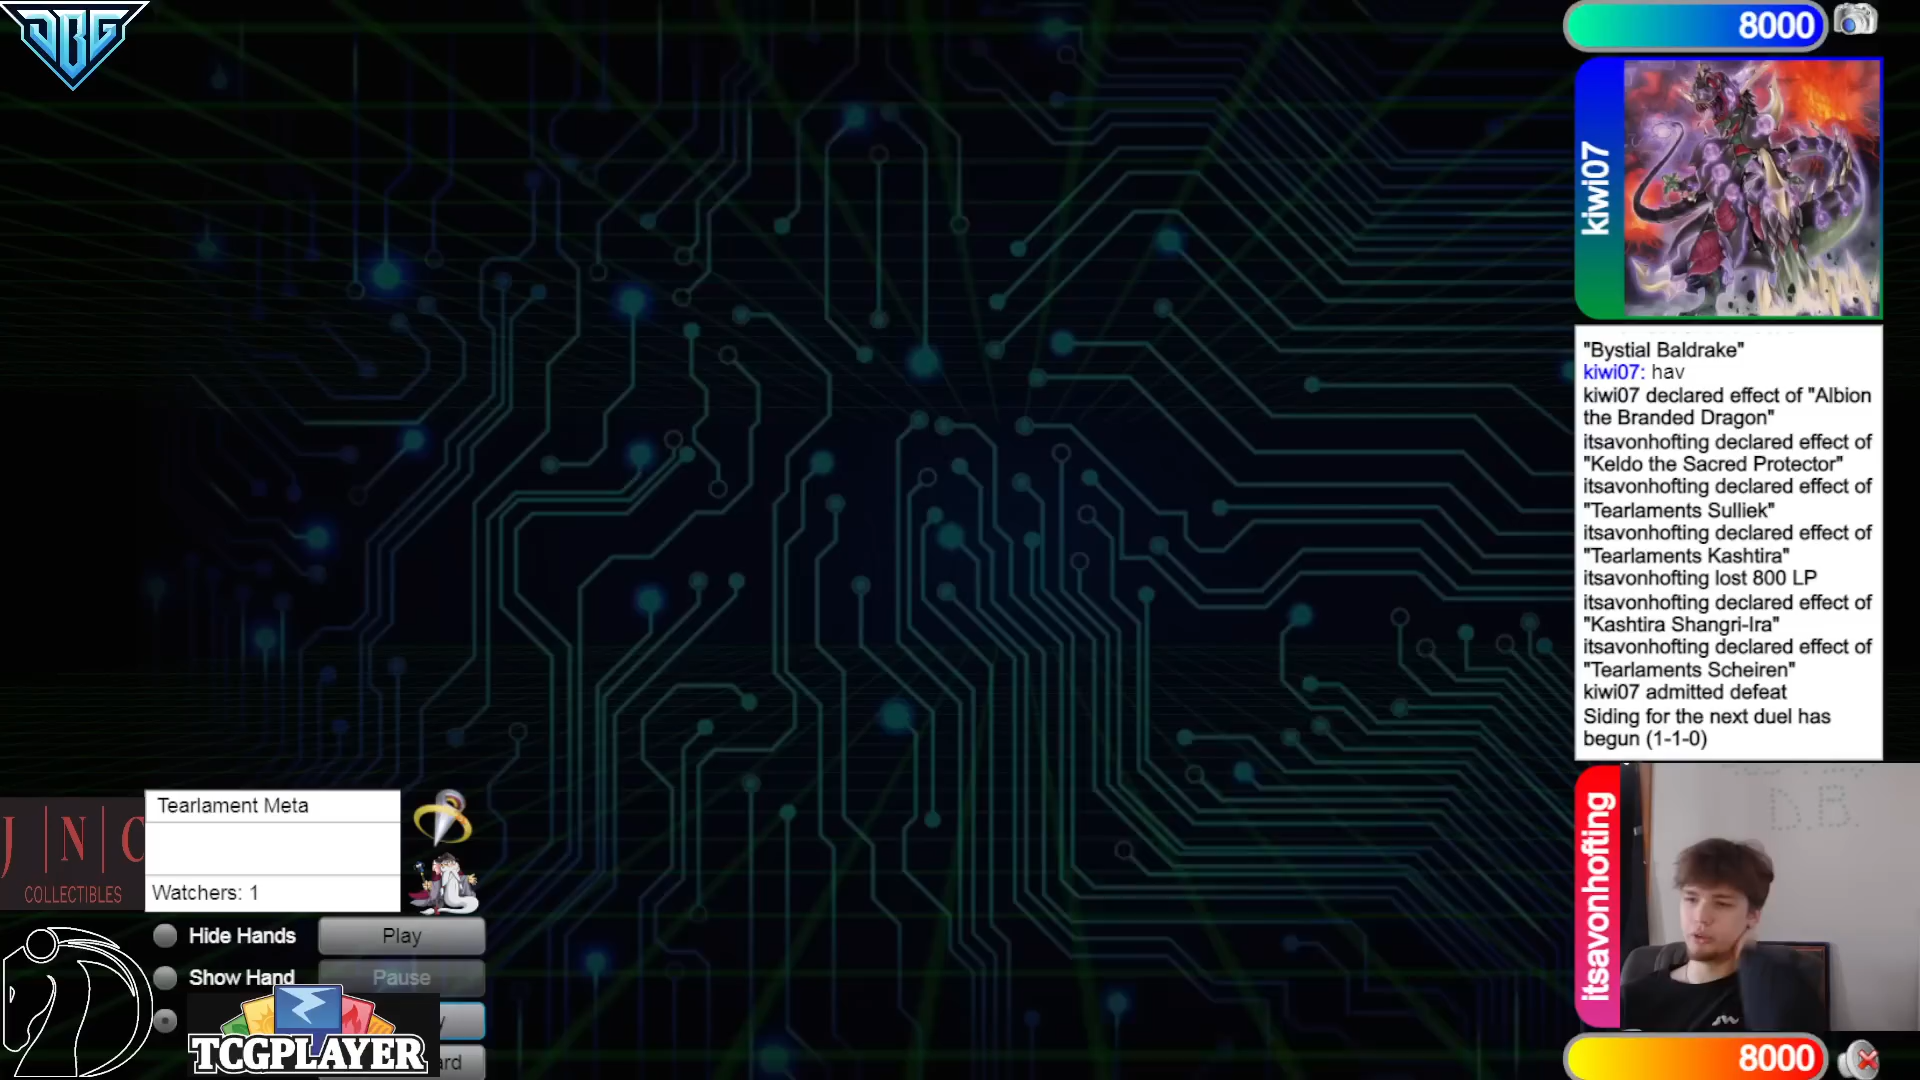 DBG
8000
kiwi07
"Bystial Baldrake"
kiwi07: hav
kiwi07 declared effect of "Albion
the Branded Dragon"
itsavonhofting declared effect of
"Keldo the Sacred Protector"
itsavonhofting declared effect of
"Tearlaments Sulliek"
itsavonhofting declared effect of
"Tearlaments Kashtira"
itsavonhofting lost 800 LP
itsavonhofting declared effect of
"Kashtira Shangri-Ira"
itsavonhofting declared effect of
"Tearlaments Scheiren"
kiwi07 admitted defeat
Siding for the next duel has
begun (1-1-0)
itsavonhofting
D.B.
8000
J|N|C
COLLECTIBLES
Tearlament Meta
Watchers: 1
Hide Hands
Play
Show Hand
Pause
TCGPLAYER